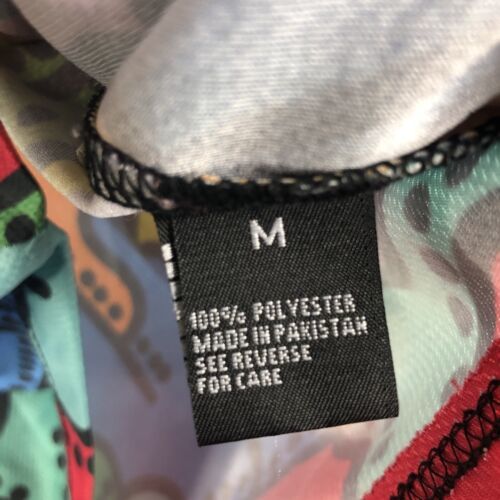 M
100% POLYESTER
MADE IN PAKISTAN
SEE REVERSE
FOR CARE